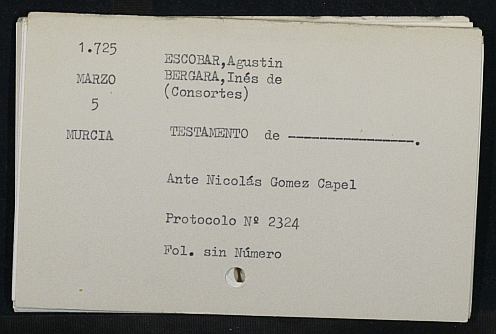 1.725
MARZO
5
MURCIA
ESCOBAR,Agustin
BERGARA,Inés de
(Consortes)
TESTAMENTO de ----------------.
Ante Nicolás Gomez Capel
Protocolo Nº 2324
Fol. sin Número